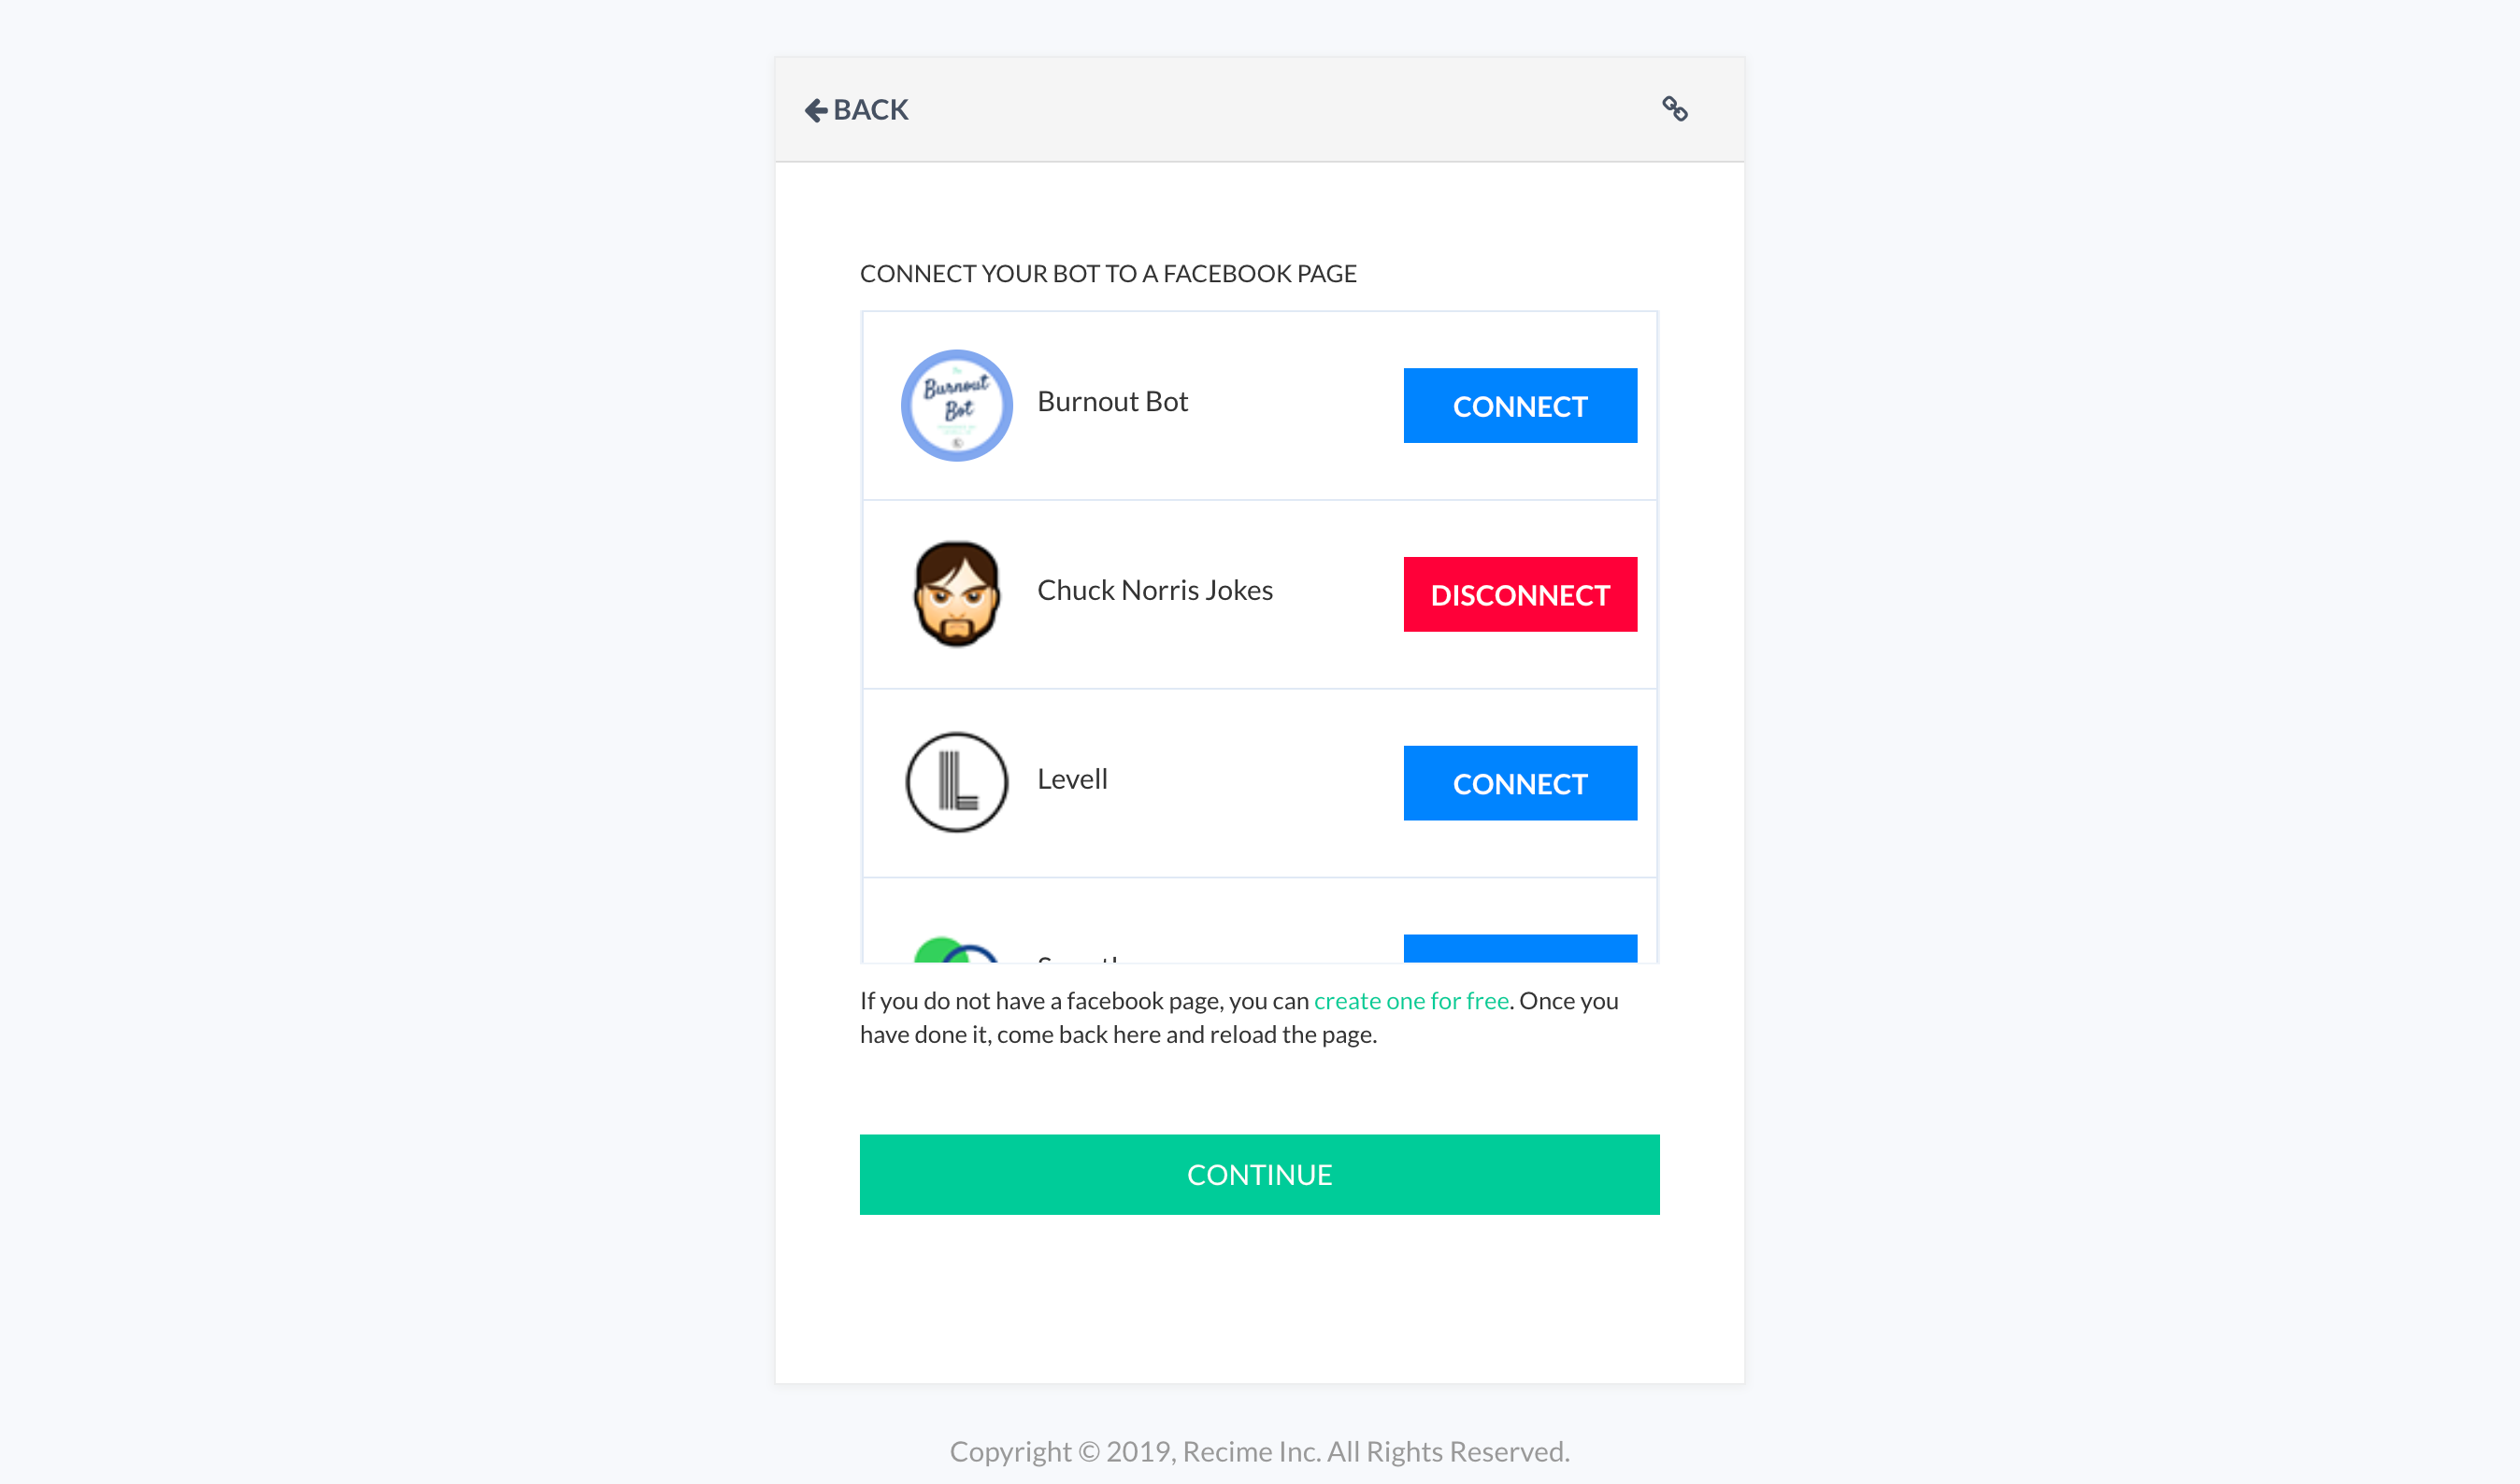 BACK
CONNECT YOUR BOT TO A FACEBOOK PAGE
Burnout
Bot
Burnout Bot
CONNECT
Chuck Norris Jokes
DISCONNECT
L
Levell
CONNECT
If you do not have a facebook page, you can create one for free. Once you
have done it, come back here and reload the page.
CONTINUE
Copyright © 2019, Recime Inc. All Rights Reserved.